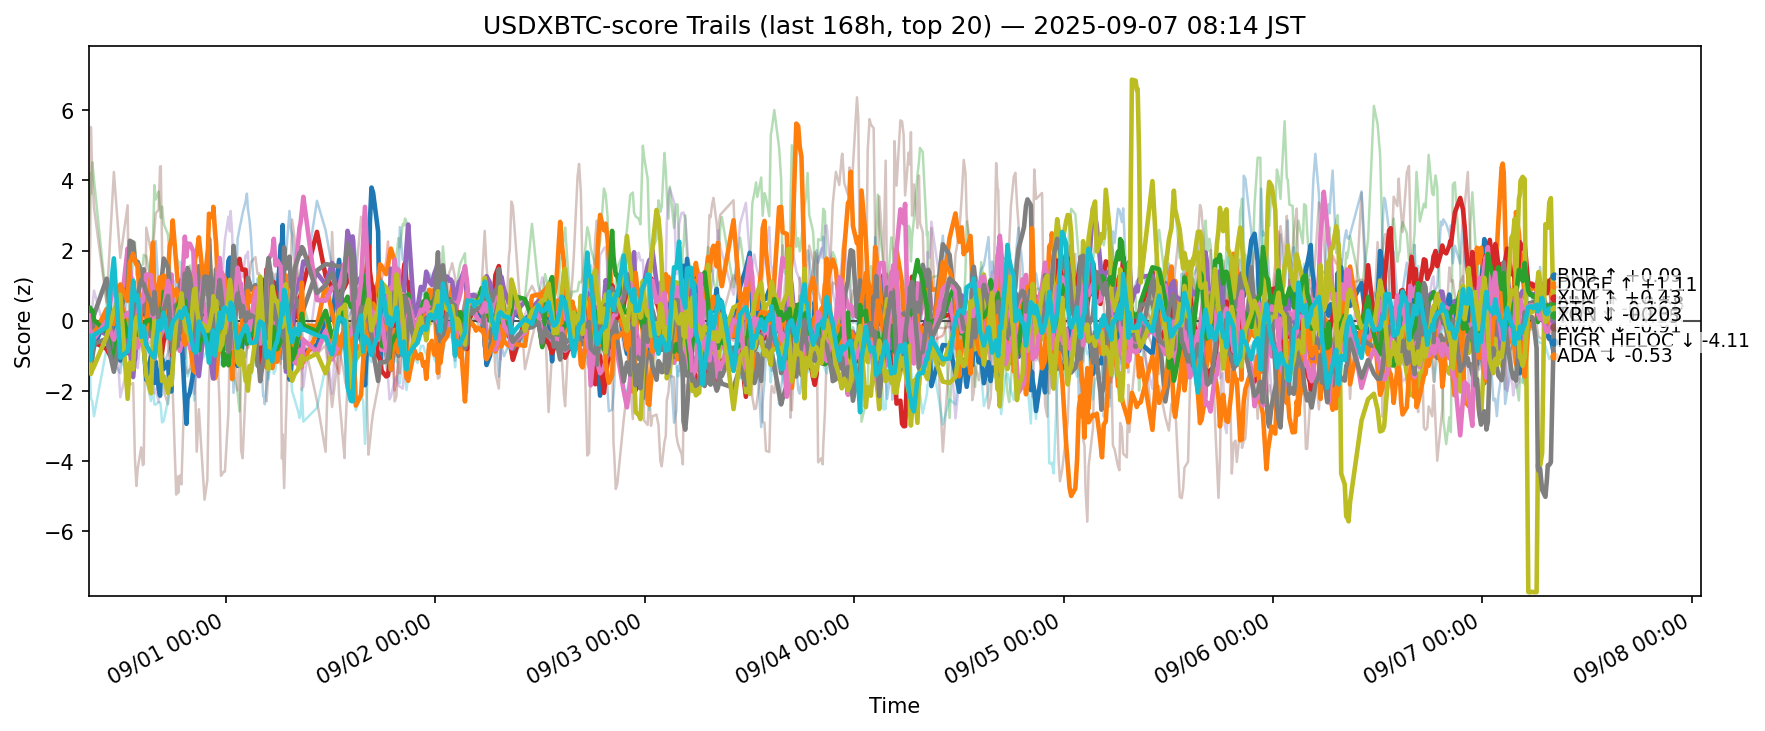 USDXBTC-score Trails (last 168h, top 20) — 2025-09-07 08:14 JST
Score (z)
6
4
2
0
−2
−4
−6
BNB ↑ +0.09
DOGE ↑ +1.11
XLM ↑ +0.43
XRP ↓ -0.203
FIGR_HELOC ↓ -4.11
ADA ↓ -0.53
09/01 00:00
09/02 00:00
09/03 00:00
09/04 00:00
09/05 00:00
09/06 00:00
09/07 00:00
09/08 00:00
Time